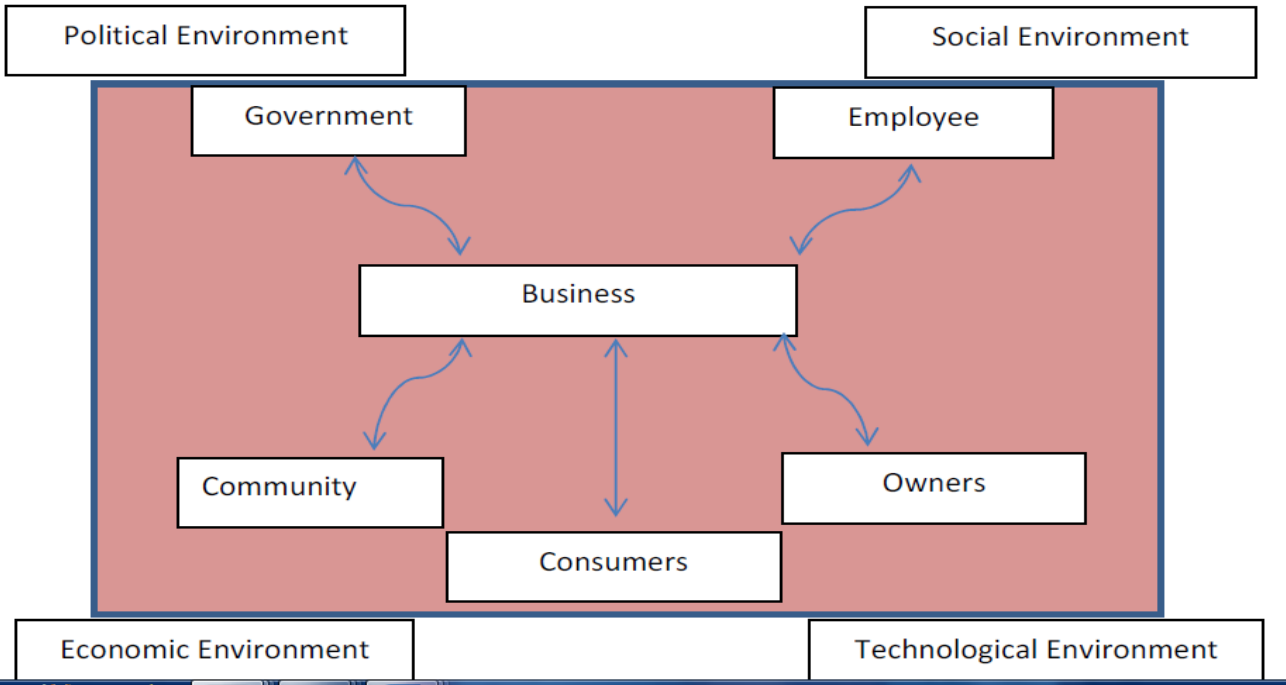 Political Environment
Social Environment
Government
Employee
Business
Community
Owners
Consumers
Economic Environment
Technological Environment